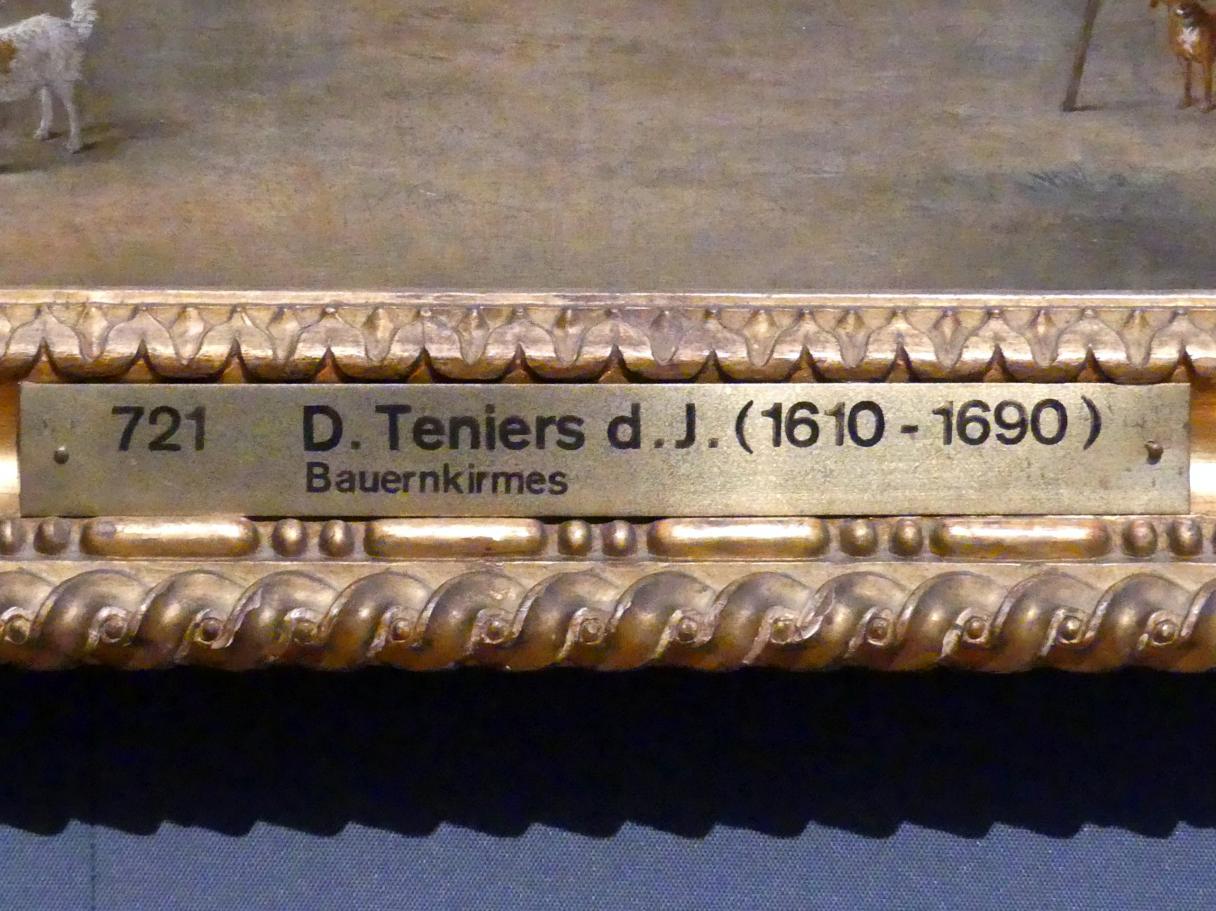 721 D. Teniers d.J. (1610-1690)
Bauernkirmes